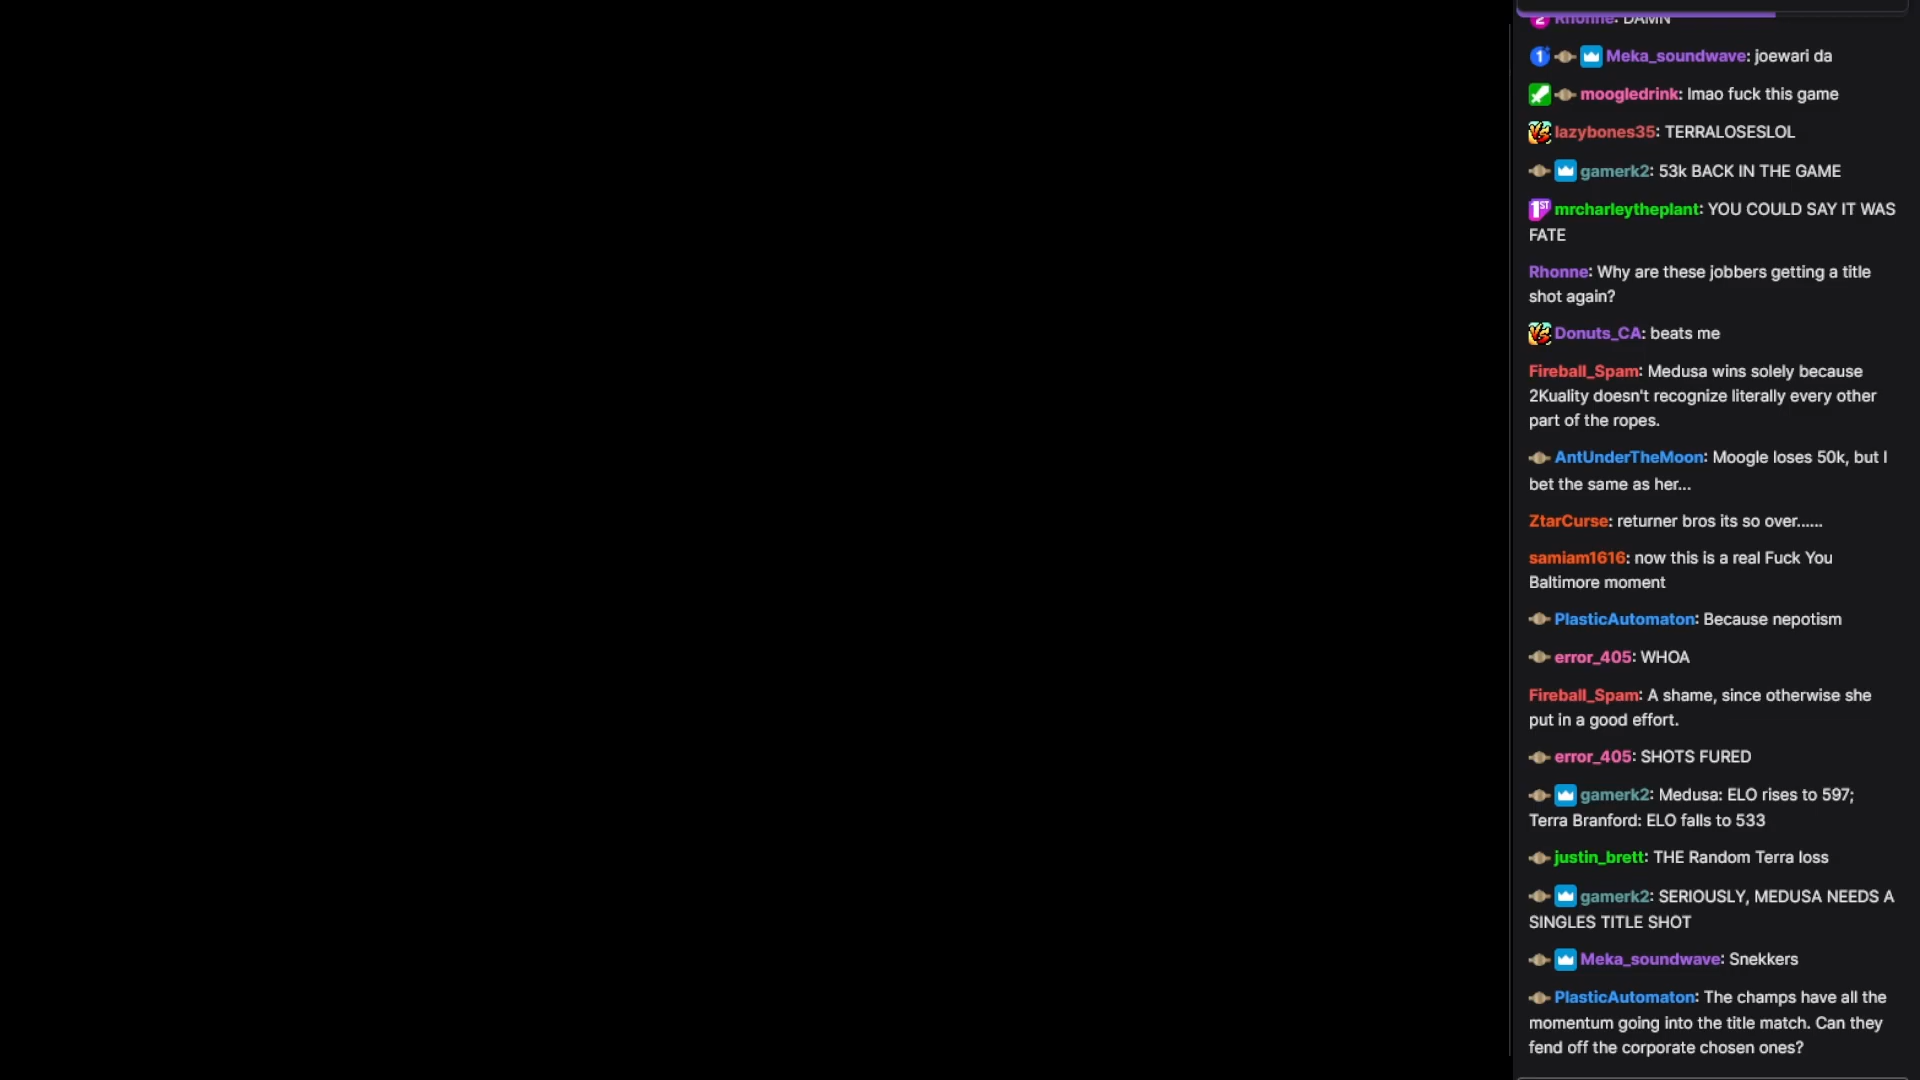 Rhonne: DAMN
Meka_soundwave: joewari da
moogledrink: lmao fuck this game
lazybones35: TERRALOSESLOL
gamerk2: 53k BACK IN THE GAME
mrcharleytheplant: YOU COULD SAY IT WAS
FATE
Rhonne: Why are these jobbers getting a title
shot again?
Donuts_CA: beats me
Fireball_Spam: Medusa wins solely because
2Kuality doesn't recognize literally every other
part of the ropes.
AntUnderTheMoon: Moogle loses 50k, but I
bet the same as her...
ZtarCurse: returner bros its so over......
samiam1616: now this is a real Fuck You
Baltimore moment
PlasticAutomaton: Because nepotism
error_405: WHOA
Fireball_Spam: A shame, since otherwise she
put in a good effort.
error_405: SHOTS FURED
gamerk2: Medusa: ELO rises to 597;
Terra Branford: ELO falls to 533
justin_brett: THE Random Terra loss
gamerk2: SERIOUSLY, MEDUSA NEEDS A
SINGLES TITLE SHOT
Meka_soundwave: Snekkers
PlasticAutomaton: The champs have all the
momentum going into the title match. Can they
fend off the corporate chosen ones?